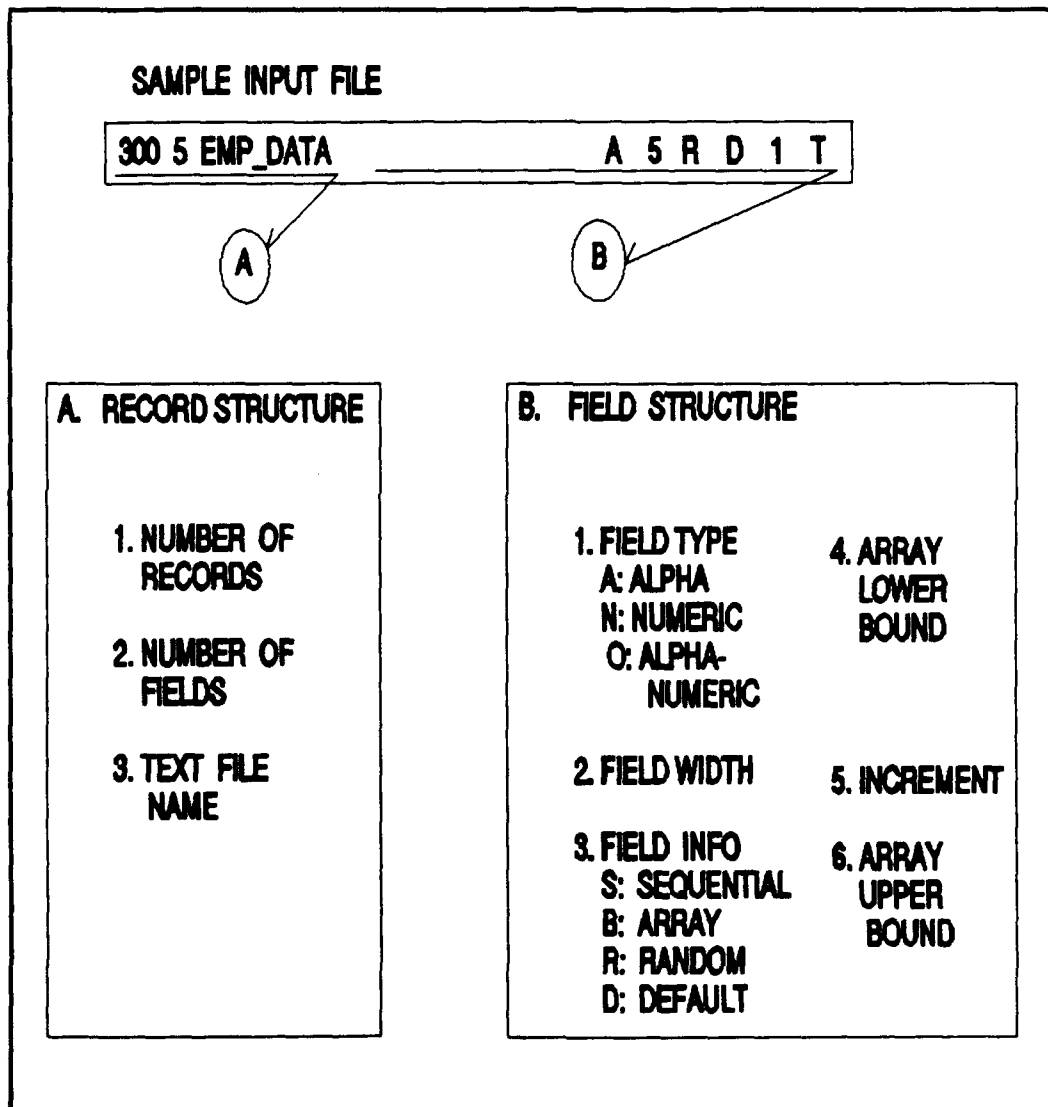 SAMPLE INPUT FILE
300 5 EMP_DATA A 5 R D 1 T
A
B
A. RECORD STRUCTURE
1. NUMBER OF
RECORDS
2. NUMBER OF
FIELDS
3. TEXT FILE
NAME
B. FIELD STRUCTURE
1. FIELD TYPE
A: ALPHA
N: NUMERIC
O: ALPHA-
NUMERIC
2. FIELD WIDTH
3. FIELD INFO
S: SEQUENTIAL
B: ARRAY
R: RANDOM
D: DEFAULT
4. ARRAY
LOWER
BOUND
5. INCREMENT
6. ARRAY
UPPER
BOUND